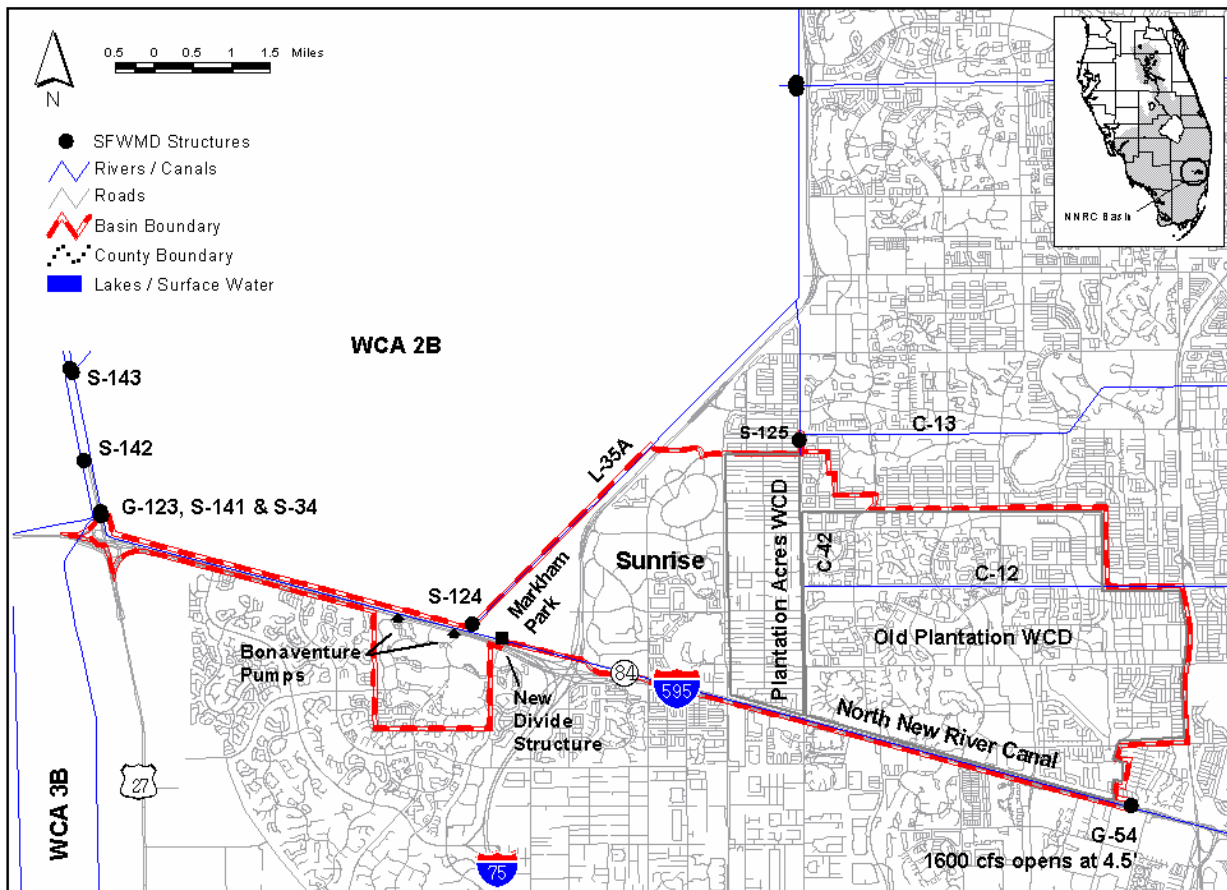 0.5 0 0.5 1 1.5 Miles
N
SFWMD Structures
Rivers / Canals
Roads
Basin Boundary
County Boundary
Lakes / Surface Water
NNRC Basin
WCA 2B
S-143
S-142
G-123, S-141 & S-34
L-35A
S-125
C-13
Plantation Acres WCD
C-42
Sunrise
C-12
S-124
Markham
Park
Old Plantation WCD
Bonaventure
Pumps
84
595
New
Divide
Structure
North New River Canal
WCA 3B
27
75
G-54
1600 cfs opens at 4.5'